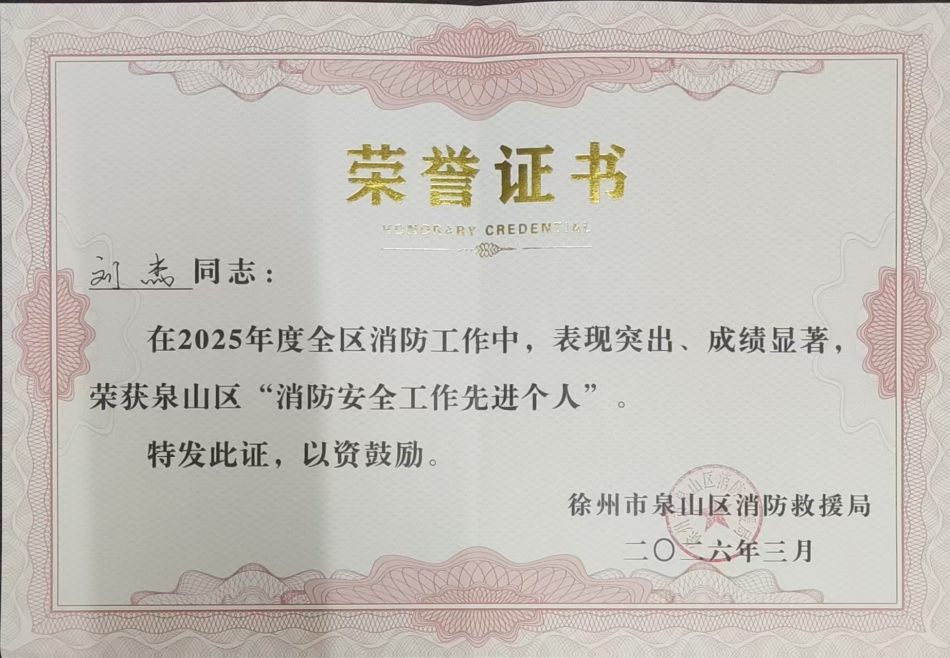 荣誉证书
HONORARY CREDENTIAL
刘杰同志：
在2025年度全区消防工作中，表现突出、成绩显著，
荣获泉山区“消防安全工作先进个人”。
特发此证，以资鼓励。
徐州市泉山区消防救援局
二〇二六年三月